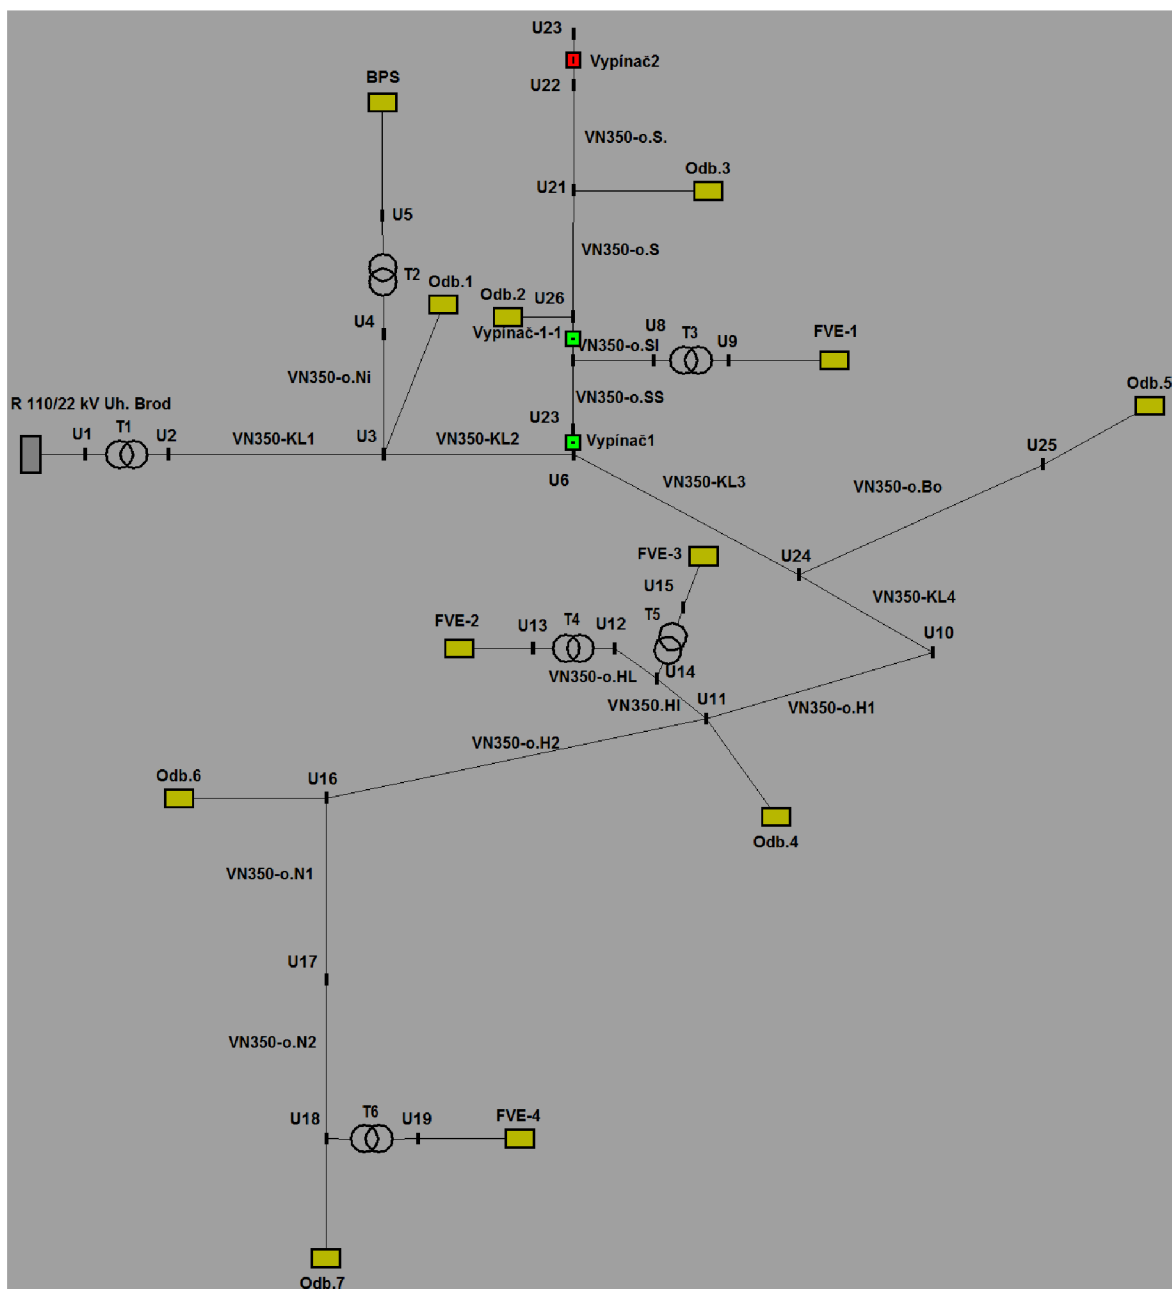 U23
Vypínač2
U22
BPS
VN350-o.S.
Odb.3
U21
U5
VN350-o.S
T2
Odb.1
Odb.2
U26
U4
Vypínač-1-1
U8
T3
U9
FVE-1
VN350-o.Sl
VN350-o.Ni
Odb.5
VN350-o.SS
R 110/22 kV Uh. Brod
U23
U1
T1
U2
VN350-KL1
U3
VN350-KL2
Vypínač1
U25
U6
VN350-KL3
VN350-o.Bo
FVE-3
U24
U15
VN350-KL4
FVE-2
U13
T4
U12
T5
U10
VN350-o.HL
U14
VN350.Hl
U11
VN350-o.H1
VN350-o.H2
Odb.6
U16
Odb.4
VN350-o.N1
U17
VN350-o.N2
U18
T6
U19
FVE-4
Odb.7